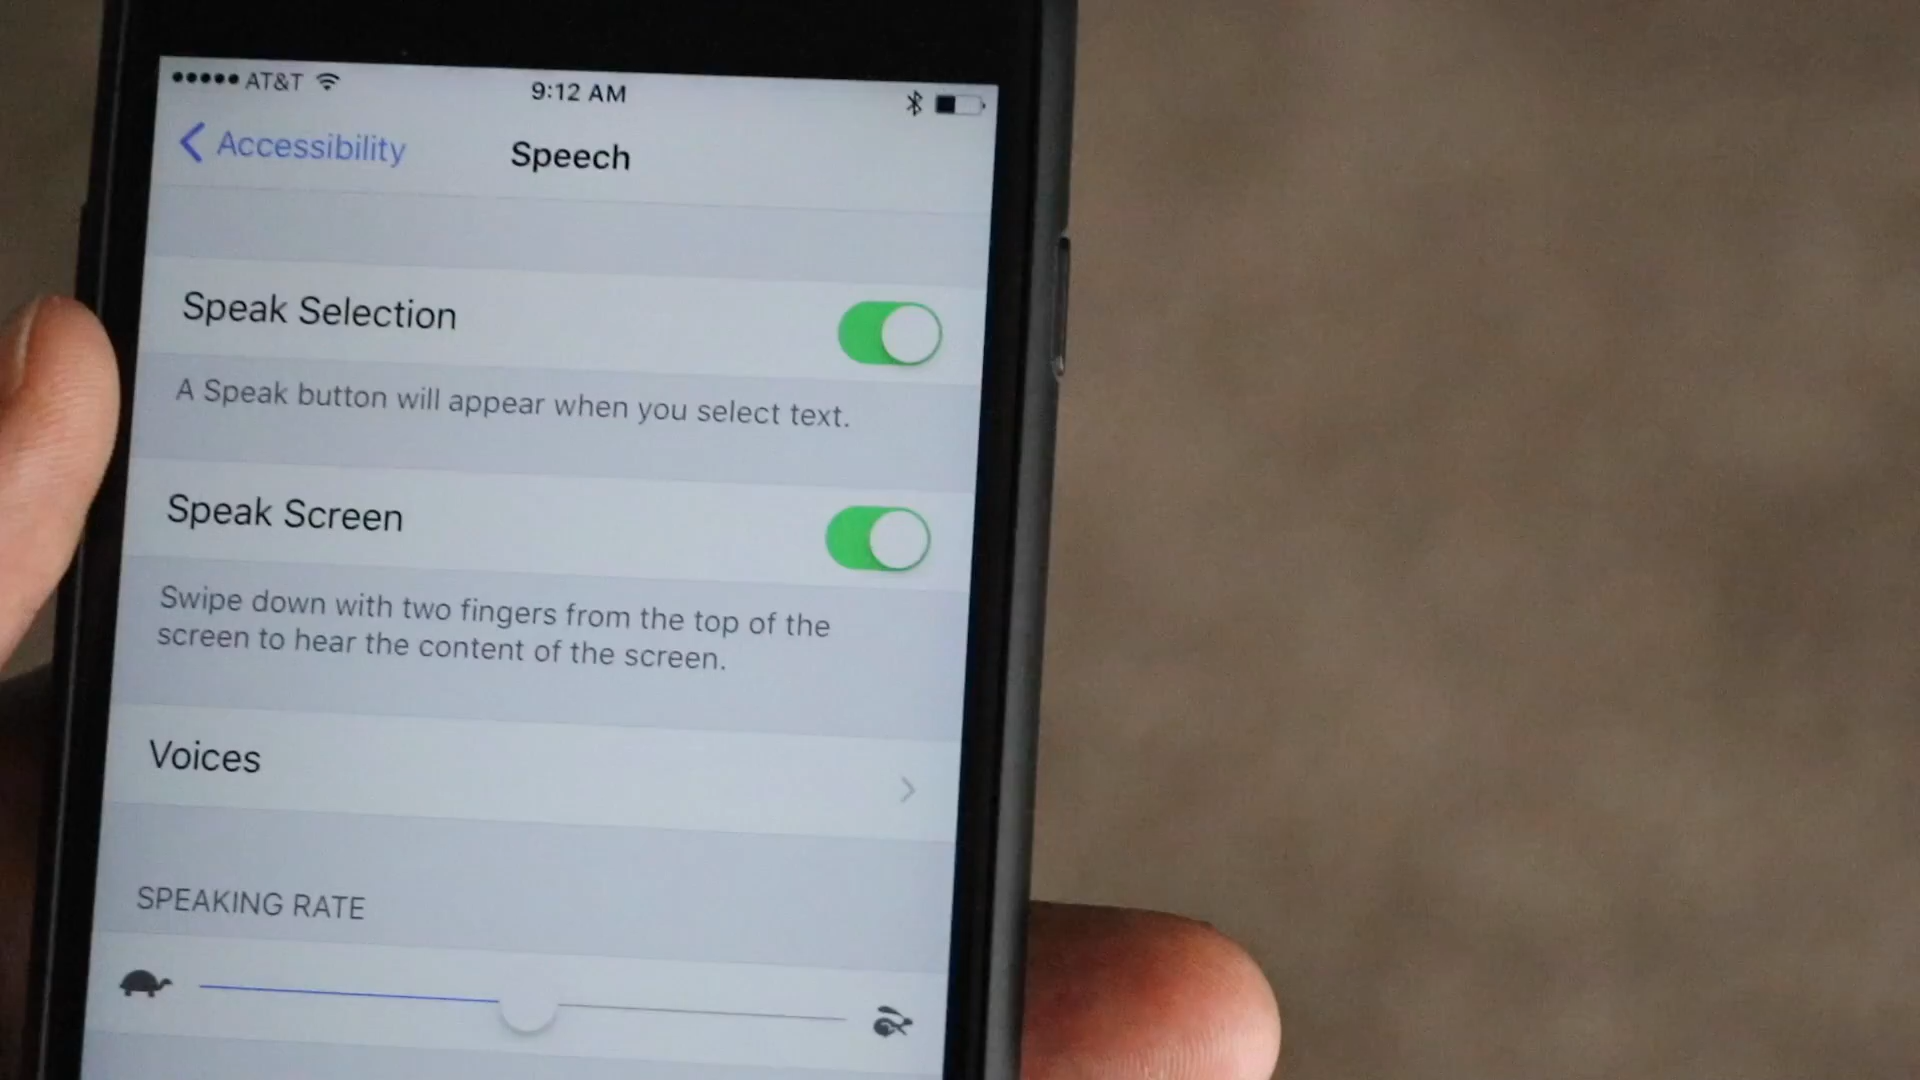 AT&T 9:12 AM
Accessibility Speech
Speak Selection
A Speak button will appear when you select text.
Speak Screen
Swipe down with two fingers from the top of the
screen to hear the content of the screen.
Voices
SPEAKING RATE